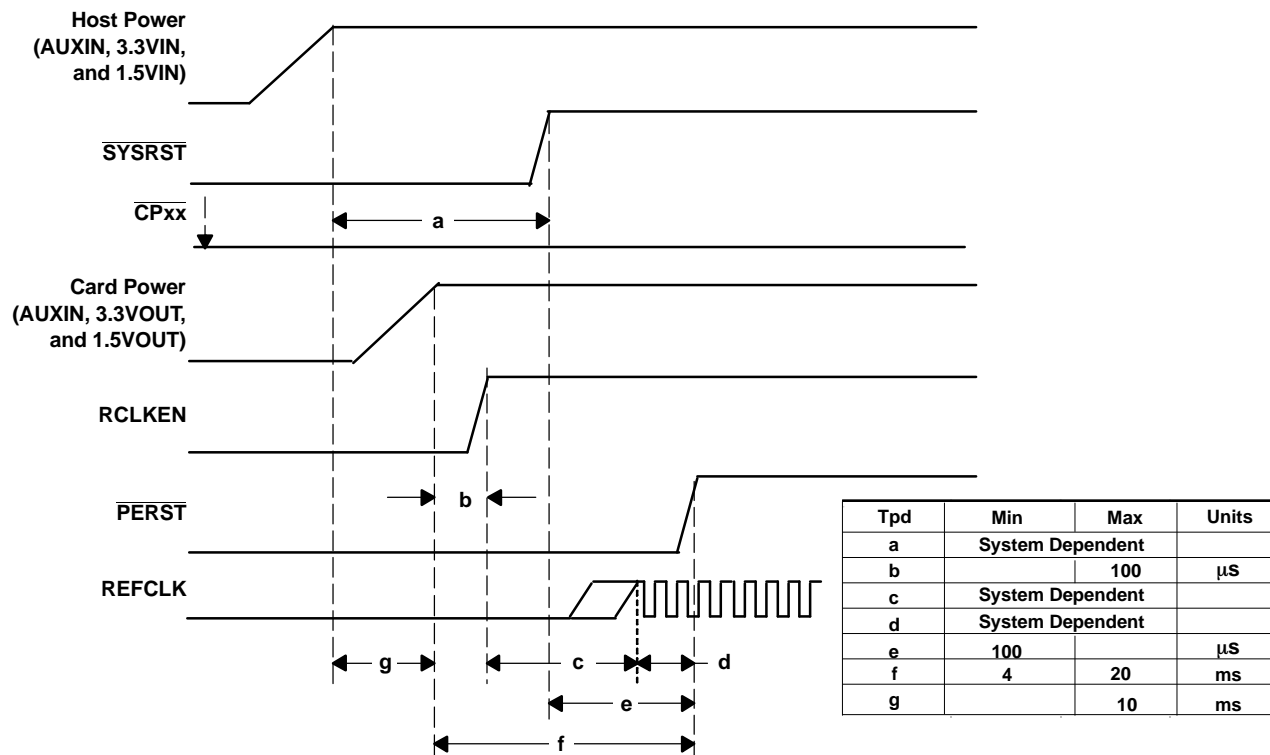 Host Power
(AUXIN, 3.3VIN,
and 1.5VIN)
SYSRST
CPxx
a
Card Power
(AUXIN, 3.3VOUT,
and 1.5VOUT)
RCLKEN
b
PERST
REFCLK
g
c
d
e
f
Tpd Min Max Units
a System Dependent
b 100 μs
c System Dependent
d System Dependent
e 100 μs
f 4 20 ms
g 10 ms